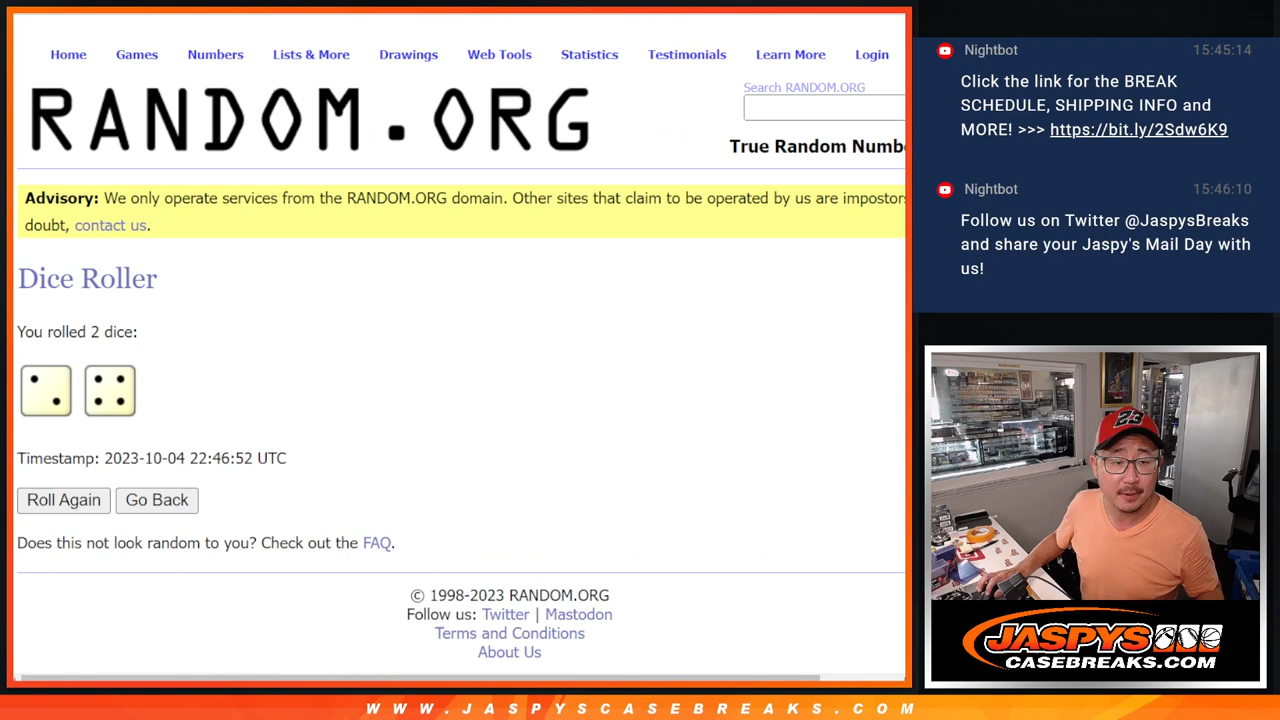 Home Games Numbers Lists & More Drawings Web Tools Statistics Testimonials Learn More Login
RANDOM.ORG
Search RANDOM.ORG
True Random Numb
Advisory: We only operate services from the RANDOM.ORG domain. Other sites that claim to be operated by us are impostors
doubt, contact us.
Dice Roller
You rolled 2 dice:
Timestamp: 2023-10-04 22:46:52 UTC
Roll Again Go Back
Does this not look random to you? Check out the FAQ.
© 1998-2023 RANDOM.ORG
Follow us: Twitter | Mastodon
Terms and Conditions
About Us
Nightbot 15:45:14
Click the link for the BREAK
SCHEDULE, SHIPPING INFO and
MORE! >>> https://bit.ly/2Sdw6K9
Nightbot 15:46:10
Follow us on Twitter @JaspysBreaks
and share your Jaspy's Mail Day with
us!
23
JASPYS
CASEBREAKS.COM
WWW.JASPYSCASEBREAKS.COM